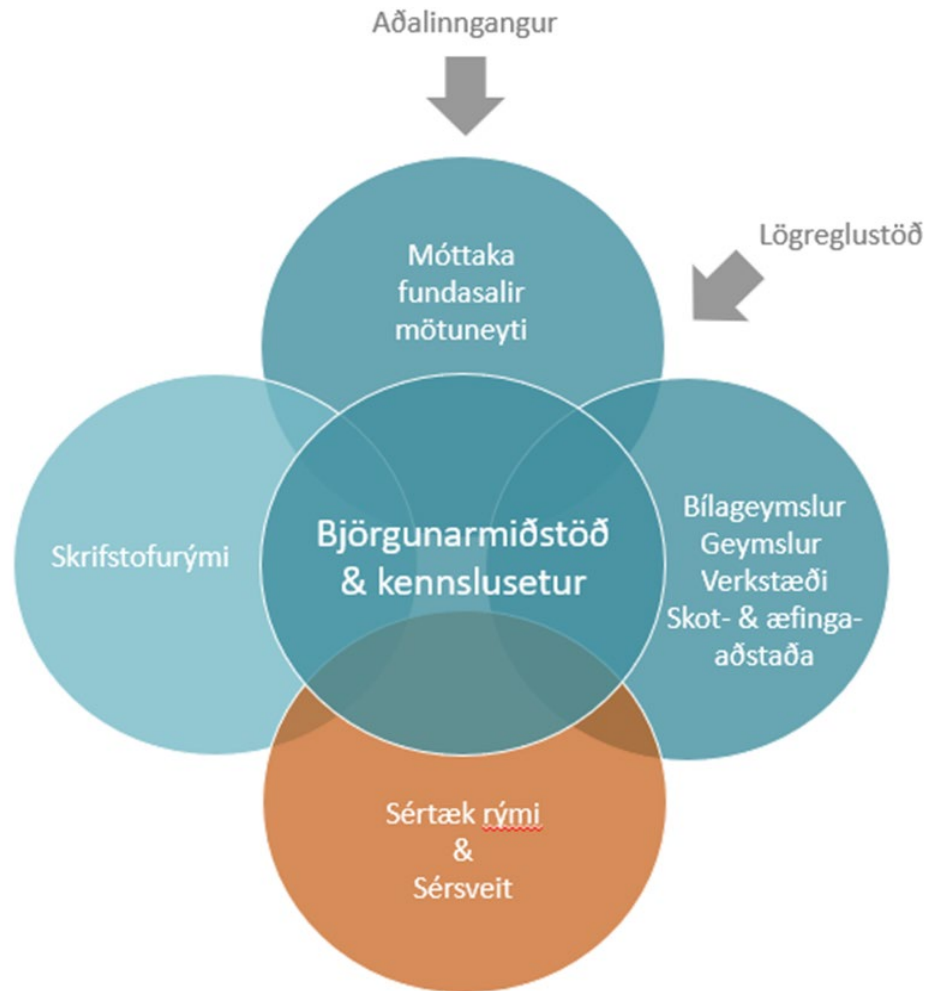 Aðalinngangur
Lögreglustöð
Móttaka
fundasalir
mötuneyti
Skrifstofurými
Björgunarmiðstöð
& kennslusetur
Bílageymslur
Geymslur
Verkstæði
Skot- & æfinga-
aðstaða
Sértæk rými
&
Sérsveit